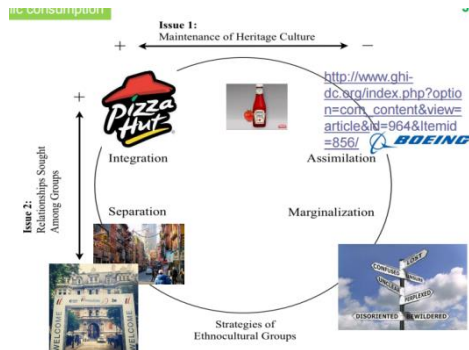 ic consumption
Issue 1:
Maintenance of Heritage Culture
+
−
+
Issue 2:
Relationships Sought
Among Groups
Pizza
Hut
http://www.ghi-
dc.org/index.php?optio
n=com_content&view=
article&id=964&Itemid
=856/
BOEING
Integration
Assimilation
Separation
Marginalization
WELCOME
WELCOME
LOST
CONFUSED
UNCLEAR
PERPLEXED
DISORIENTED
BEWILDERED
Strategies of
Ethnocultural Groups